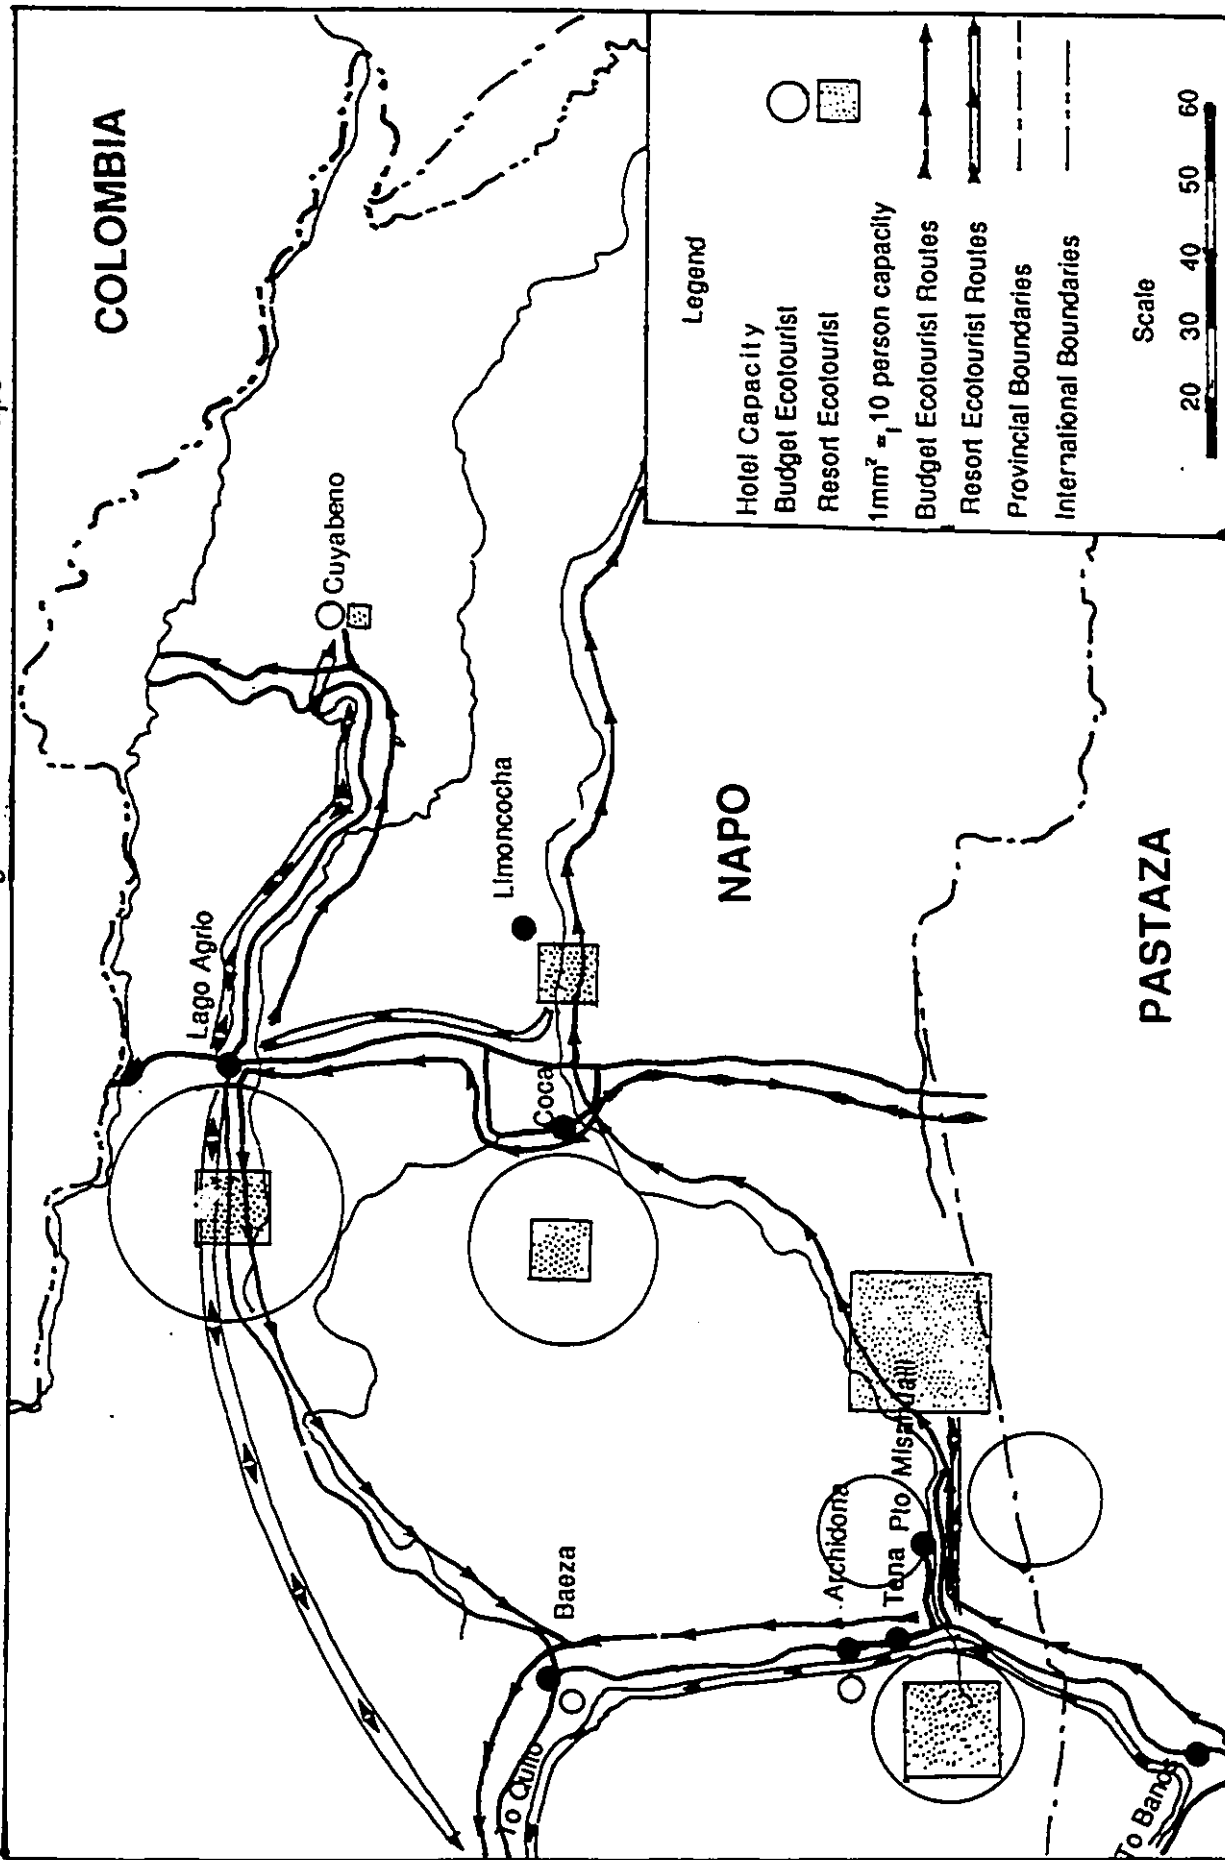 COLOMBIA
Cuyabeno
Lago Agrio
Limoncocha
Coca
NAPO
Baeza
To Quito
Archidona
Tena Pto Misahualli
PASTAZA
To Banos
Legend
Hotel Capacity
Budget Ecotourist
Resort Ecotourist
1mm² = 10 person capacity
Budget Ecotourist Routes
Resort Ecotourist Routes
Provincial Boundaries
International Boundaries
Scale
20 30 40 50 60